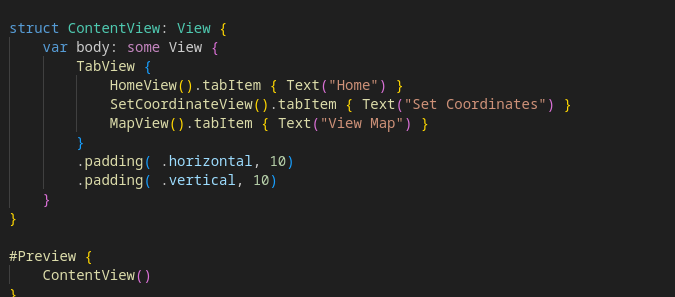 struct ContentView: View {
    var body: some View {
        TabView {
            HomeView().tabItem { Text("Home") }
            SetCoordinateView().tabItem { Text("Set Coordinates") }
            MapView().tabItem { Text("View Map") }
        }
        .padding( .horizontal, 10)
        .padding( .vertical, 10)
    }
}

#Preview {
    ContentView()
}